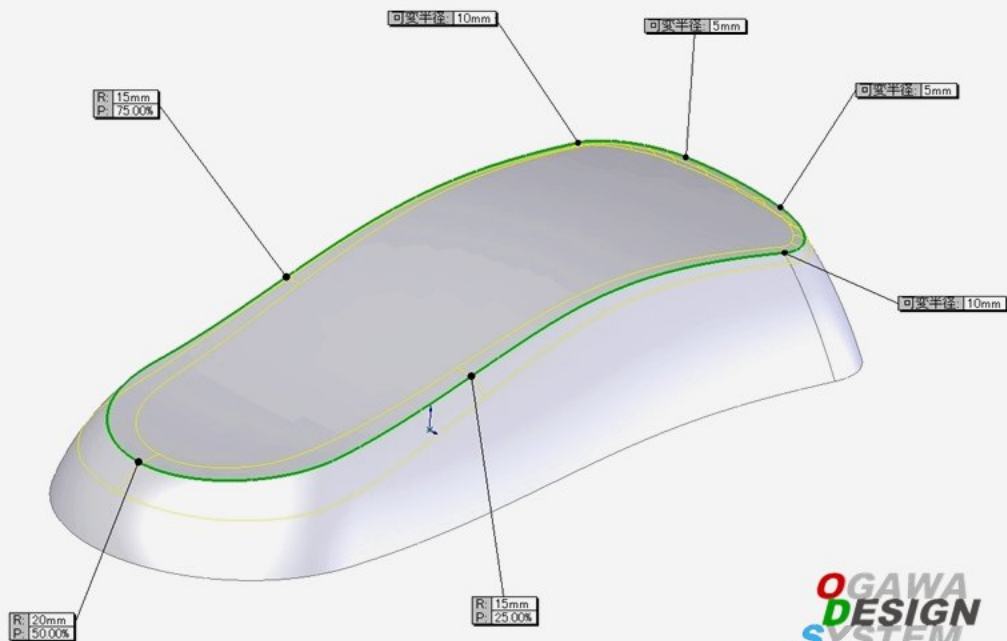 可変半径: 10mm
可変半径: 5mm
可変半径: 5mm
R: 15mm
P: 75.00%
可変半径: 10mm
R: 15mm
P: 25.00%
R: 20mm
P: 50.00%
OGAWA
DESIGN
SYSTEM